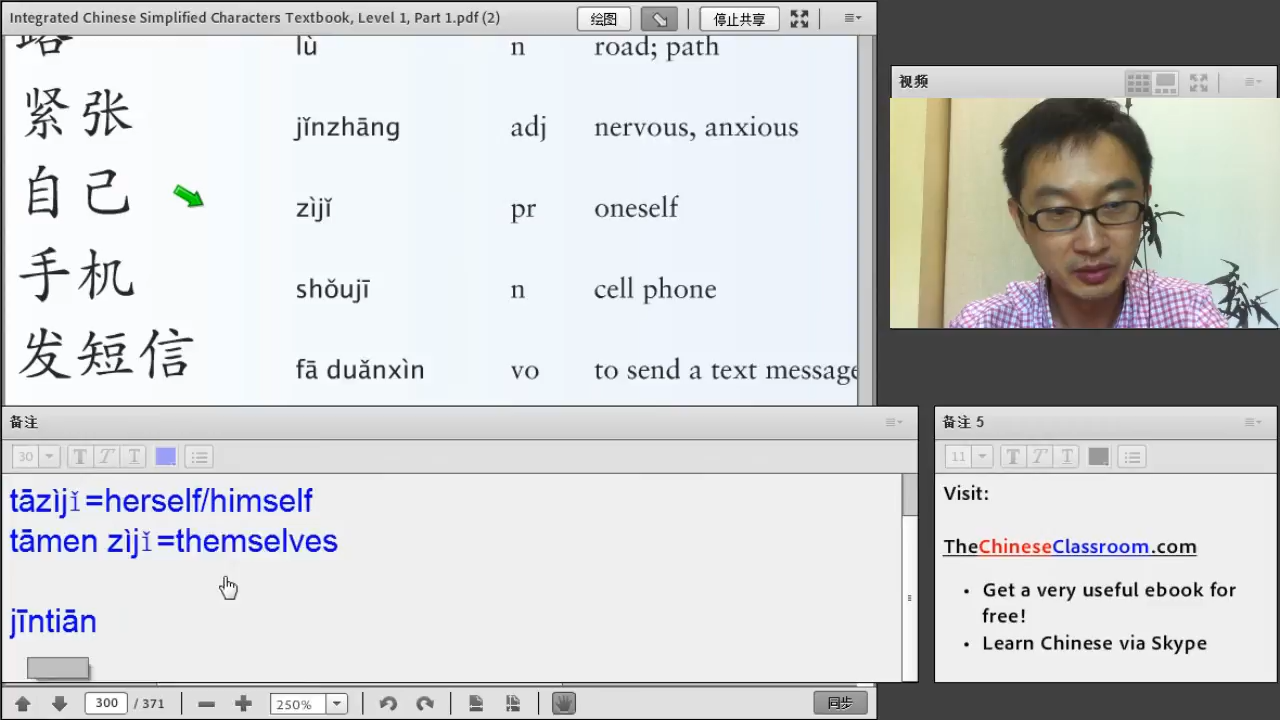 Integrated Chinese Simplified Characters Textbook, Level 1, Part 1.pdf (2)
绘图
停止共享
路 lù n road; path
紧张 jǐnzhāng adj nervous, anxious
自己 zìjǐ pr oneself
手机 shǒujī n cell phone
发短信 fā duǎnxìn vo to send a text message
视频
备注
30
T T T
tāzìjǐ=herself/himself
tāmen zìjǐ=themselves
jīntiān
300 / 371
250%
同步
备注 5
11
T T T
Visit:
TheChineseClassroom.com
• Get a very useful ebook for
free!
• Learn Chinese via Skype